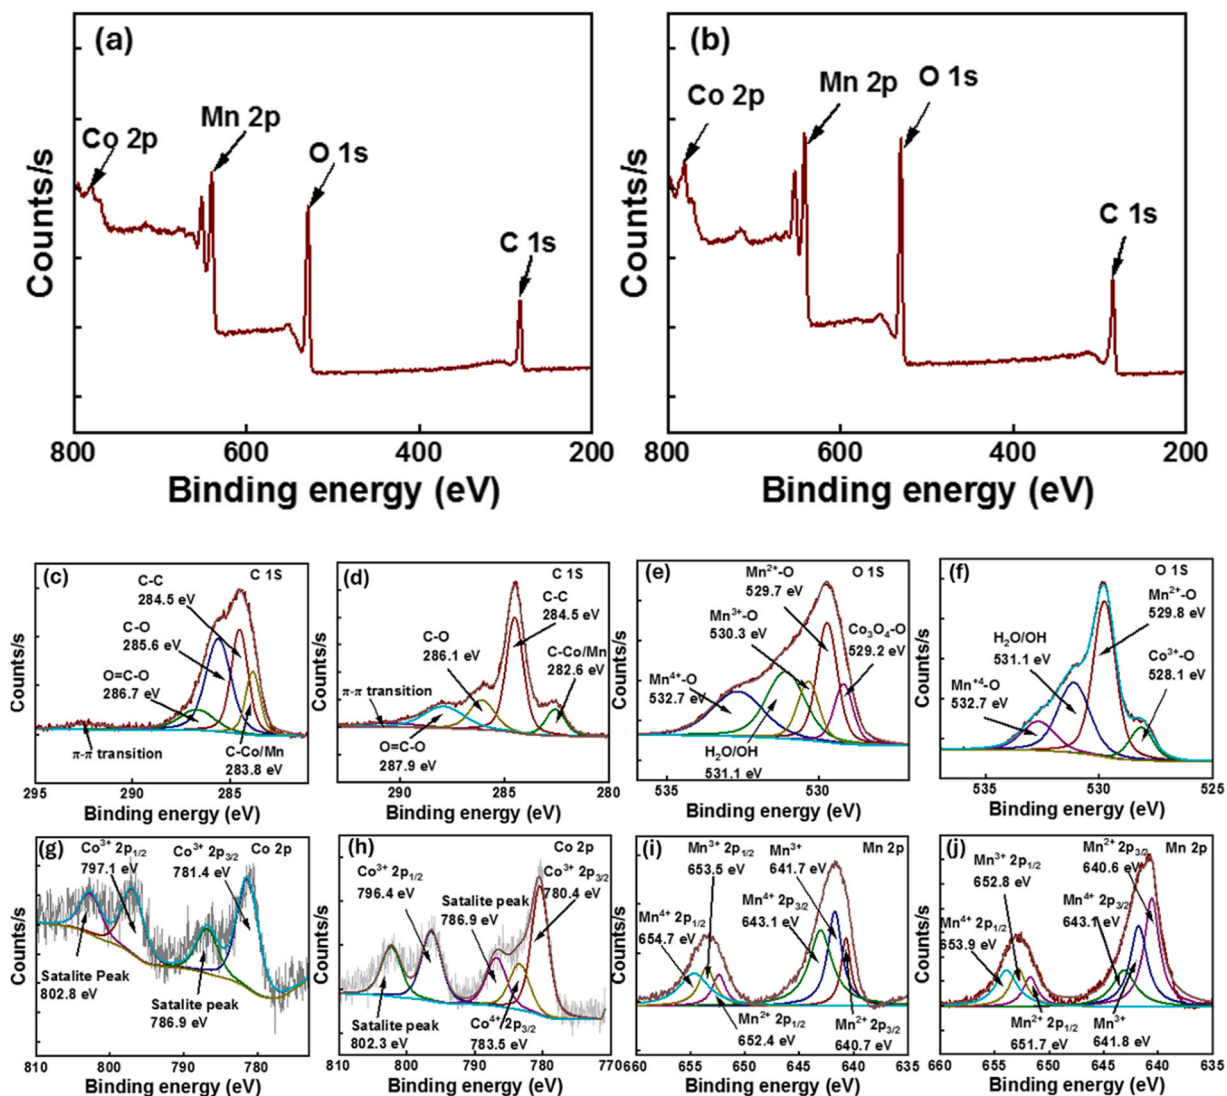 (a)
Co 2p
Mn 2p
O 1s
C 1s
Counts/s
800
600
400
200
Binding energy (eV)
(b)
Co 2p
Mn 2p
O 1s
C 1s
Counts/s
800
600
400
200
Binding energy (eV)
(c)
C 1S
C-C
284.5 eV
C-O
285.6 eV
O=C-O
286.7 eV
π-π transition
C-Co/Mn
283.8 eV
Counts/s
295
290
285
280
Binding energy (eV)
(d)
C 1S
C-C
284.5 eV
C-O
286.1 eV
C-Co/Mn
282.6 eV
π-π transition
O=C-O
287.9 eV
Counts/s
290
285
280
Binding energy (eV)
(e)
O 1S
Mn²⁺-O
529.7 eV
Mn³⁺-O
530.3 eV
Co₃O₄-O
529.2 eV
Mn⁴⁺-O
532.7 eV
H₂O/OH
531.1 eV
Counts/s
535
530
Binding energy (eV)
(f)
O 1S
Mn²⁺-O
529.8 eV
H₂O/OH
531.1 eV
Co³⁺-O
528.1 eV
Mn⁺⁴-O
532.7 eV
Counts/s
535
530
525
Binding energy (eV)
(g)
Co³⁺ 2p₁/₂
797.1 eV
Co³⁺ 2p₃/₂
781.4 eV
Co 2p
Satalite Peak
802.8 eV
Satalite peak
786.9 eV
Counts/s
810
800
790
780
Binding energy (eV)
(h)
Co 2p
Co³⁺ 2p₁/₂
796.4 eV
Co³⁺ 2p₃/₂
780.4 eV
Satalite peak
786.9 eV
Satalite peak
802.3 eV
Co⁴⁺ 2p₃/₂
783.5 eV
Counts/s
810
800
790
780
770
Binding energy (eV)
(i)
Mn 2p
Mn³⁺ 2p₁/₂
653.5 eV
Mn³⁺
641.7 eV
Mn⁴⁺ 2p₁/₂
654.7 eV
Mn⁴⁺ 2p₃/₂
643.1 eV
Mn²⁺ 2p₁/₂
652.4 eV
Mn²⁺ 2p₃/₂
640.7 eV
Counts/s
660
655
650
645
640
635
Binding energy (eV)
(j)
Mn 2p
Mn²⁺ 2p₃/₂
640.6 eV
Mn³⁺ 2p₁/₂
652.8 eV
Mn⁴⁺ 2p₃/₂
643.1 eV
Mn⁴⁺ 2p₁/₂
653.9 eV
Mn²⁺ 2p₁/₂
651.7 eV
Mn³⁺
641.8 eV
Counts/s
660
655
650
645
640
635
Binding energy (eV)